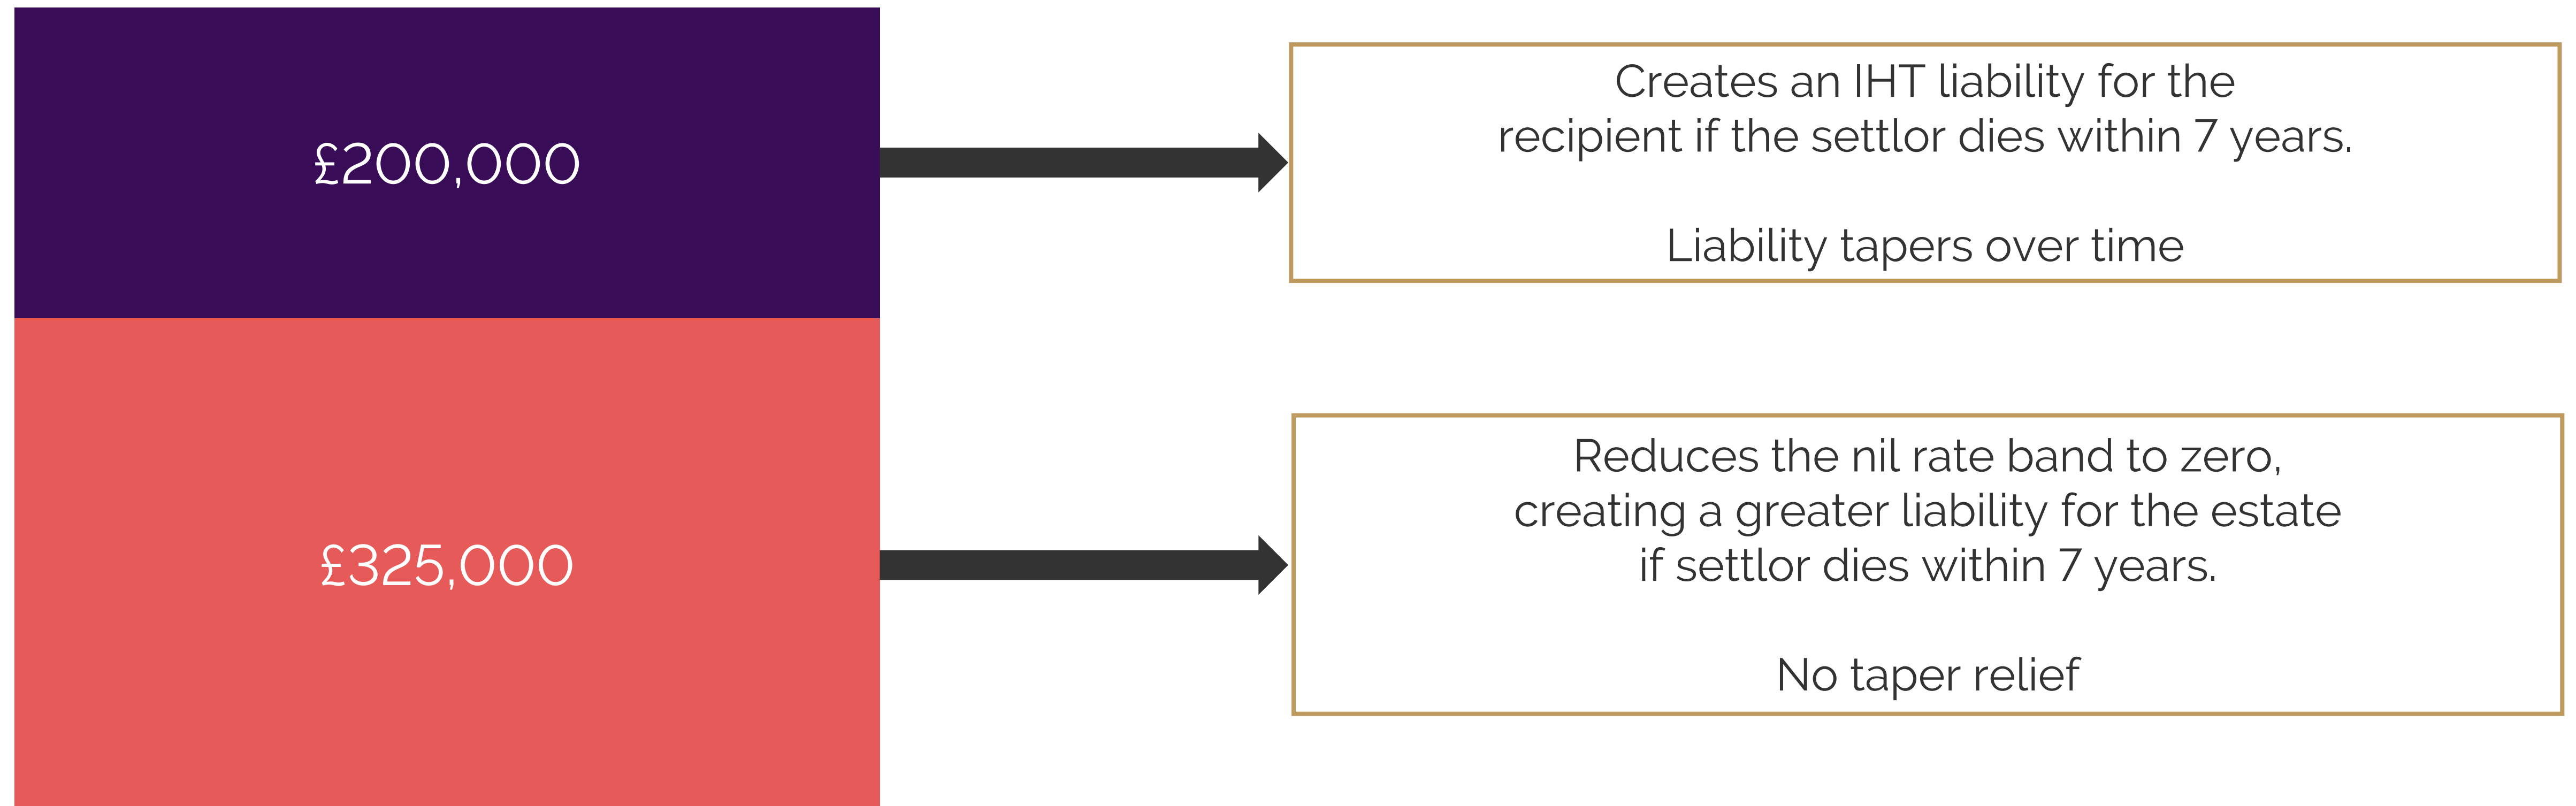 £200,000
Creates an IHT liability for the
recipient if the settlor dies within 7 years.
Liability tapers over time
£325,000
Reduces the nil rate band to zero,
creating a greater liability for the estate
if settlor dies within 7 years.
No taper relief